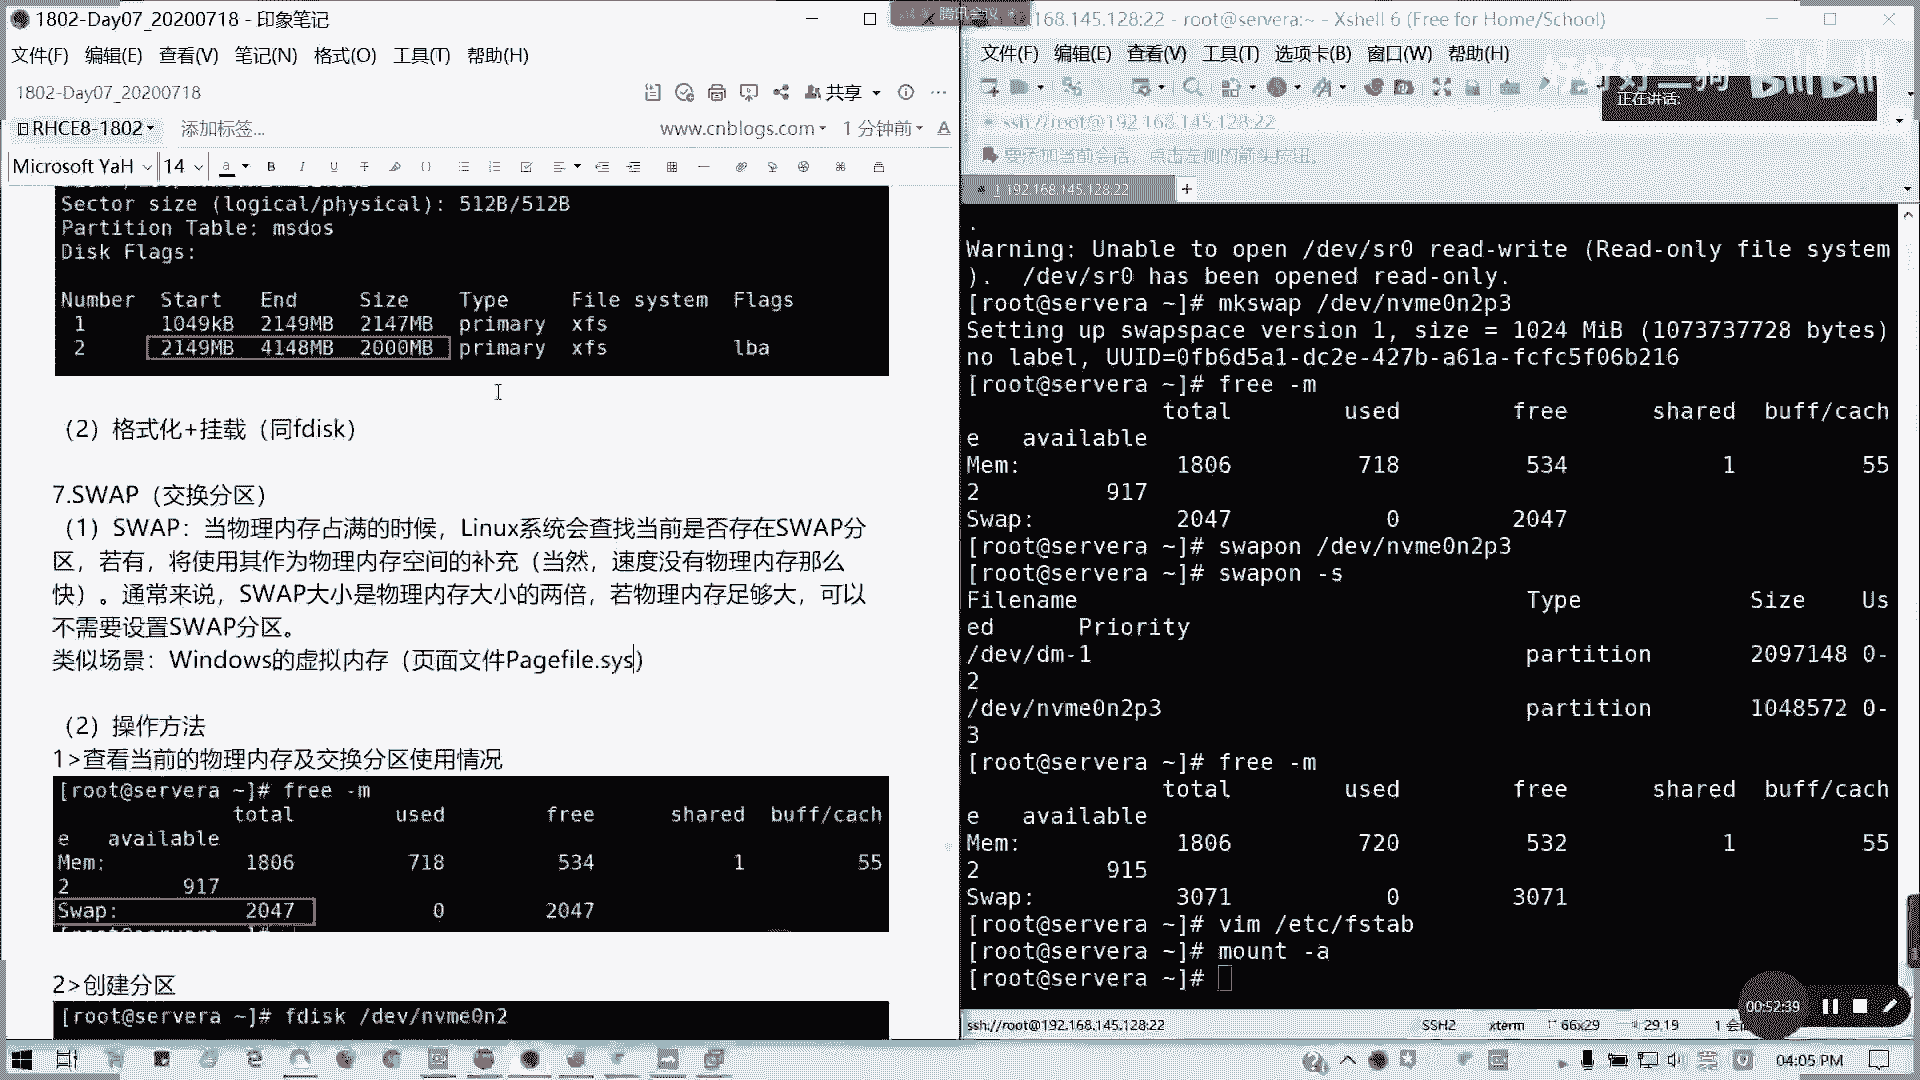 1802-Day07_20200718 - 印象笔记
文件(F) 编辑(E) 查看(V) 笔记(N) 格式(O) 工具(T) 帮助(H)
1802-Day07_20200718
共享
RHCE8-1802 添加标签...
www.cnblogs.com 1 分钟前
Microsoft YaH 14
Sector size (logical/physical): 512B/512B
Partition Table: msdos
Disk Flags:
Number Start End Size Type File system Flags
1 1049kB 2149MB 2147MB primary xfs
2 2149MB 4148MB 2000MB primary xfs lba
（2）格式化+挂载（同fdisk）
7.SWAP（交换分区）
（1）SWAP：当物理内存占满的时候，Linux系统会查找当前是否存在SWAP分
区，若有，将使用其作为物理内存空间的补充（当然，速度没有物理内存那么
快）。通常来说，SWAP大小是物理内存大小的两倍，若物理内存足够大，可以
不需要设置SWAP分区。
类似场景：Windows的虚拟内存（页面文件Pagefile.sys）
（2）操作方法
1>查看当前的物理内存及交换分区使用情况
[root@servera ~]# free -m
total used free shared buff/cach
e available
Mem: 1806 718 534 1 55
2 917
Swap: 2047 0 2047
2>创建分区
[root@servera ~]# fdisk /dev/nvme0n2
腾讯会议
168.145.128:22 - root@servera:~ - Xshell 6 (Free for Home/School)
文件(F) 编辑(E) 查看(V) 工具(T) 选项卡(B) 窗口(W) 帮助(H)
正在讲话:
ssh://root@192.168.145.128:22
要添加当前会话，点击左侧的箭头按钮。
1 192.168.145.128:22
.
Warning: Unable to open /dev/sr0 read-write (Read-only file system
). /dev/sr0 has been opened read-only.
[root@servera ~]# mkswap /dev/nvme0n2p3
Setting up swapspace version 1, size = 1024 MiB (1073737728 bytes)
no label, UUID=0fb6d5a1-dc2e-427b-a61a-fcfc5f06b216
[root@servera ~]# free -m
total used free shared buff/cach
e available
Mem: 1806 718 534 1 55
2 917
Swap: 2047 0 2047
[root@servera ~]# swapon /dev/nvme0n2p3
[root@servera ~]# swapon -s
Filename Type Size Us
ed Priority
/dev/dm-1 partition 2097148 0-
2
/dev/nvme0n2p3 partition 1048572 0-
3
[root@servera ~]# free -m
total used free shared buff/cach
e available
Mem: 1806 720 532 1 55
2 915
Swap: 3071 0 3071
[root@servera ~]# vim /etc/fstab
[root@servera ~]# mount -a
[root@servera ~]#
00:52:39
ssh://root@192.168.145.128:22 SSH2 xterm 66x29 29,19
04:05 PM